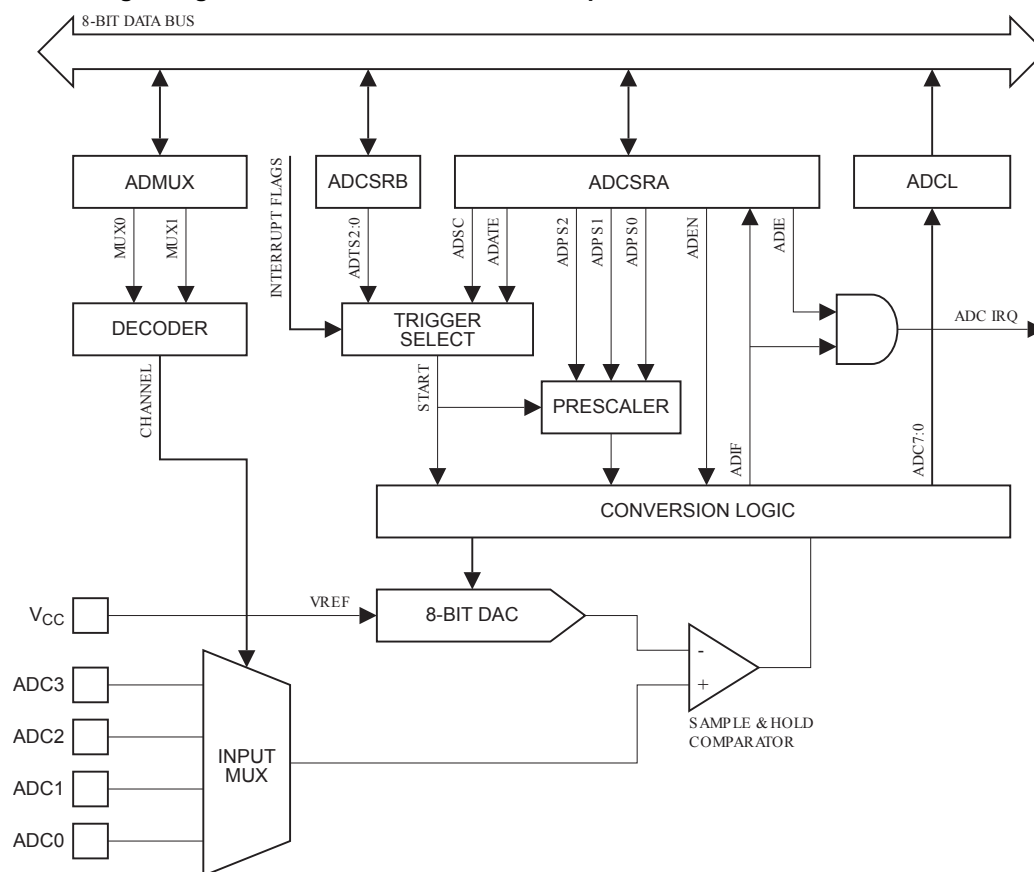 8-BIT DATA BUS
ADMUX
ADCSRB
ADCSRA
ADCL
INTERRUPT FLAGS
MUX0
MUX1
ADTS2:0
ADSC
ADATE
ADPS2
ADPS1
ADPS0
ADEN
ADIE
DECODER
TRIGGER
SELECT
ADC IRQ
CHANNEL
START
PRESCALER
ADIF
ADC7:0
CONVERSION LOGIC
VCC
VREF
8-BIT DAC
-
+
SAMPLE & HOLD
COMPARATOR
ADC3
ADC2
ADC1
ADC0
INPUT
MUX